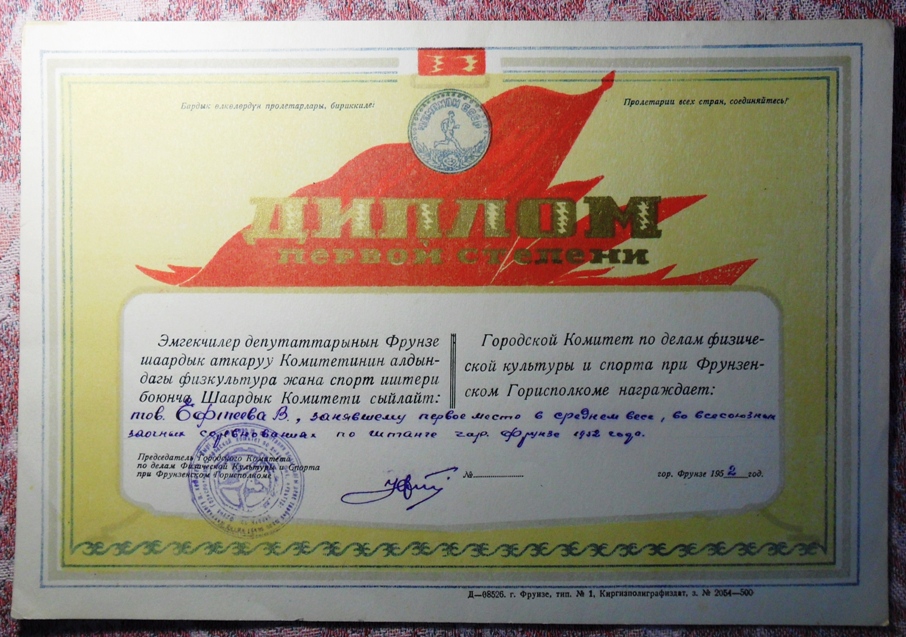 Бардык өлкөлөрдүн пролетарлары, бириккиле!
Пролетарии всех стран, соединяйтесь!
ДИПЛОМ
ПЕРВОЙ СТЕПЕНИ
Эмгекчилер депутаттарынын Фрунзе
шаардык аткаруу Комитетинин алдын-
дагы физкультура жана спорт иштери
боюнча Шаардык Комитети сыйлайт:
Городской Комитет по делам физиче-
ской культуры и спорта при Фрунзен-
ском Горисполкоме награждает:
тов. В., занявшему первое место в среднем весе, во всесоюзных
заочных соревнованиях по штанге гор. Фрунзе 1952 года.
Председатель Городского Комитета
по делам Физической Культуры и Спорта
при Фрунзенском Горисполкоме
№
гор. Фрунзе 1952 год.
Д—08526. г. Фрунзе, тип. № 1, Киргизполиграфиздат, з. № 2054—500